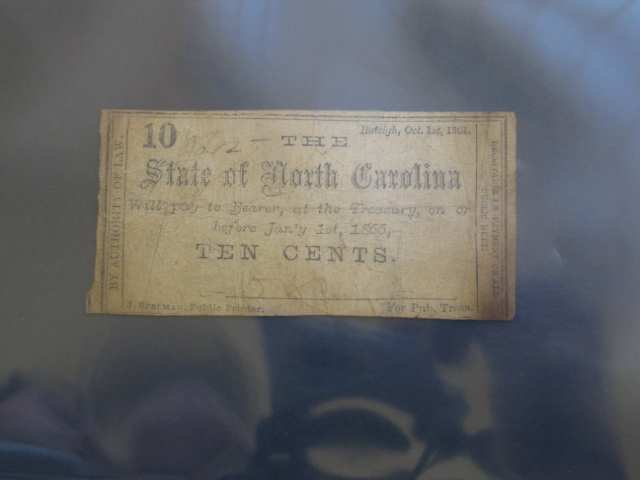 BY AUTHORITY OF LAW.
10
Raleigh, Oct. 1st, 1861.
THE
State of North Carolina
Will pay to Bearer, at the Treasury, on or
before Jan'y 1st, 1866,
TEN CENTS.
Public Printer.
For Pub. Treas.